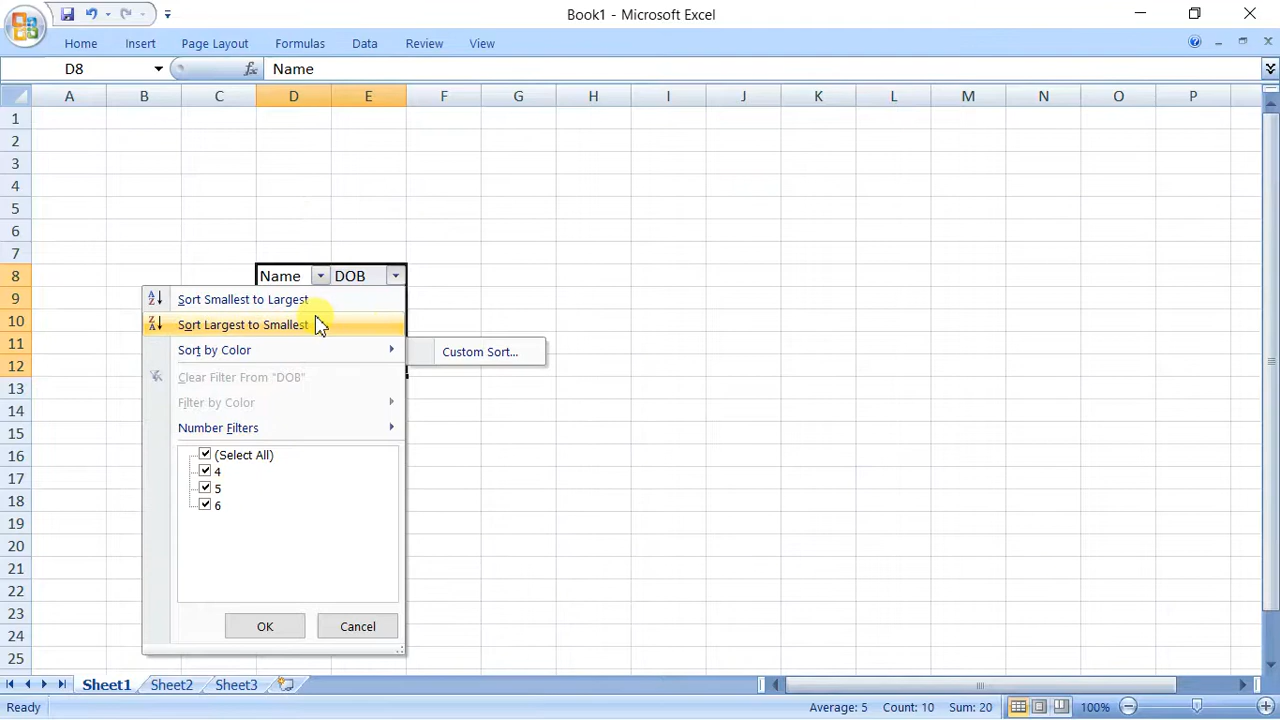 Book1 - Microsoft Excel
Home Insert Page Layout Formulas Data Review View
D8 fx Name
A B C D E F G H I J K L M N O P
1
2
3
4
5
6
7
8 Name DOB
9 Sort Smallest to Largest
10 Sort Largest to Smallest
11 Sort by Color Custom Sort...
12 Clear Filter From "DOB"
13 Filter by Color
14 Number Filters
15
16 (Select All)
17 4
18 5
19 6
20
21
22
23
24 OK Cancel
25
Sheet1 Sheet2 Sheet3
Ready Average: 5 Count: 10 Sum: 20 100%